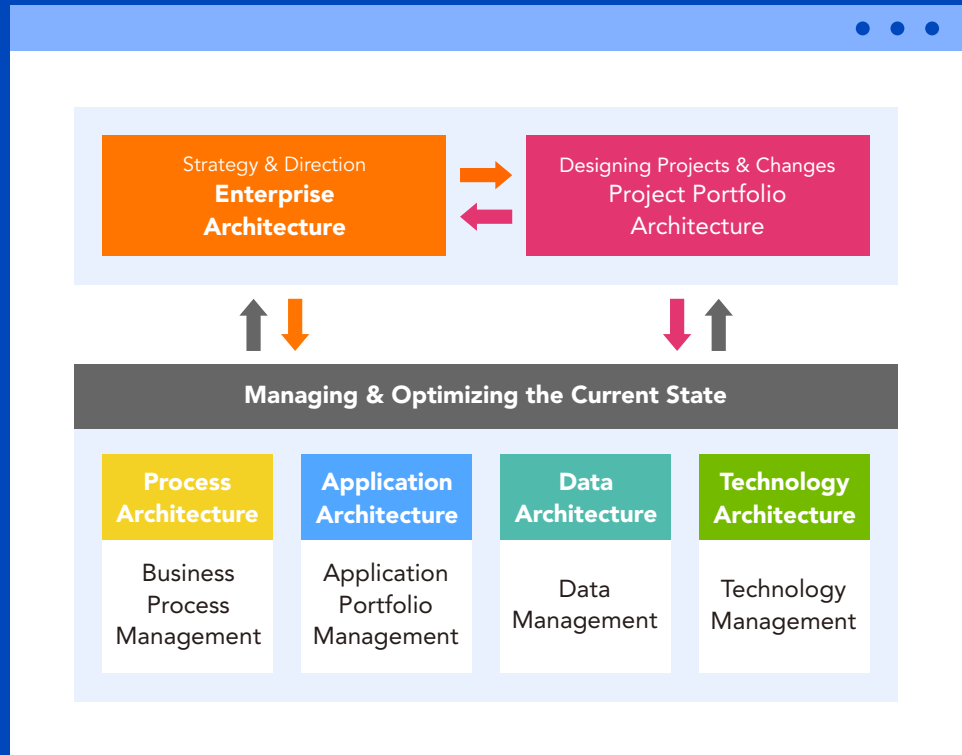 Strategy & Direction
Enterprise
Architecture
Designing Projects & Changes
Project Portfolio
Architecture
Managing & Optimizing the Current State
Process
Architecture
Business
Process
Management
Application
Architecture
Application
Portfolio
Management
Data
Architecture
Data
Management
Technology
Architecture
Technology
Management